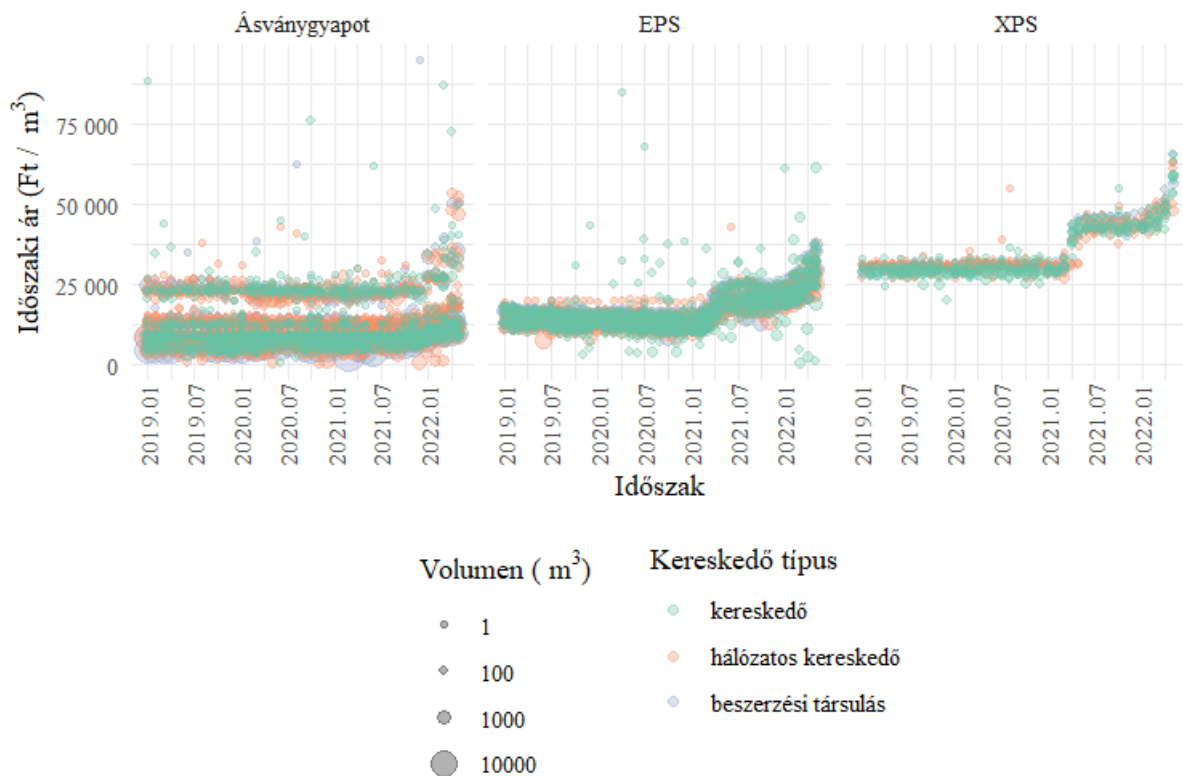 Ásványgyapot
EPS
XPS
Időszaki ár (Ft / m³)
75 000
50 000
25 000
0
2019.01
2019.07
2020.01
2020.07
2021.01
2021.07
2022.01
2019.01
2019.07
2020.01
2020.07
2021.01
2021.07
2022.01
2019.01
2019.07
2020.01
2020.07
2021.01
2021.07
2022.01
Időszak
Volumen ( m³)
1
100
1000
10000
Kereskedő típus
kereskedő
hálózatos kereskedő
beszerzési társulás